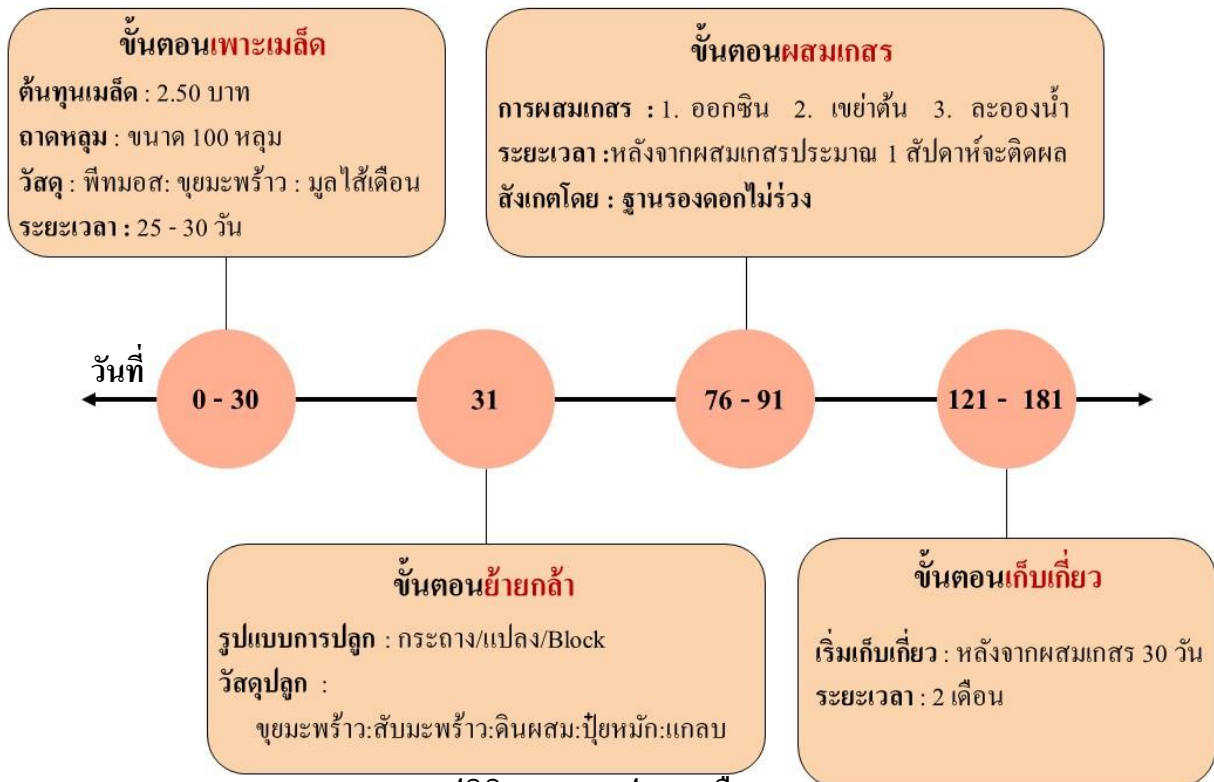 ขั้นตอนเพาะเมล็ด
ต้นทุนเมล็ด : 2.50 บาท
ถาดหลุม : ขนาด 100 หลุม
วัสดุ : พีทมอส: ขุยมะพร้าว : มูลไส้เดือน
ระยะเวลา : 25 - 30 วัน
ขั้นตอนผสมเกสร
การผสมเกสร : 1. ออกซิน 2. เขย่าต้น 3. ละอองน้ำ
ระยะเวลา :หลังจากผสมเกสรประมาณ 1 สัปดาห์จะติดผล
สังเกตโดย : ฐานรองดอกไม่ร่วง
วันที่
0 - 30
31
76 - 91
121 - 181
ขั้นตอนย้ายกล้า
รูปแบบการปลูก : กระถาง/แปลง/Block
วัสดุปลูก :
ขุยมะพร้าว:สับมะพร้าว:ดินผสม:ปุ๋ยหมัก:แกลบ
ขั้นตอนเก็บเกี่ยว
เริ่มเก็บเกี่ยว : หลังจากผสมเกสร 30 วัน
ระยะเวลา : 2 เดือน